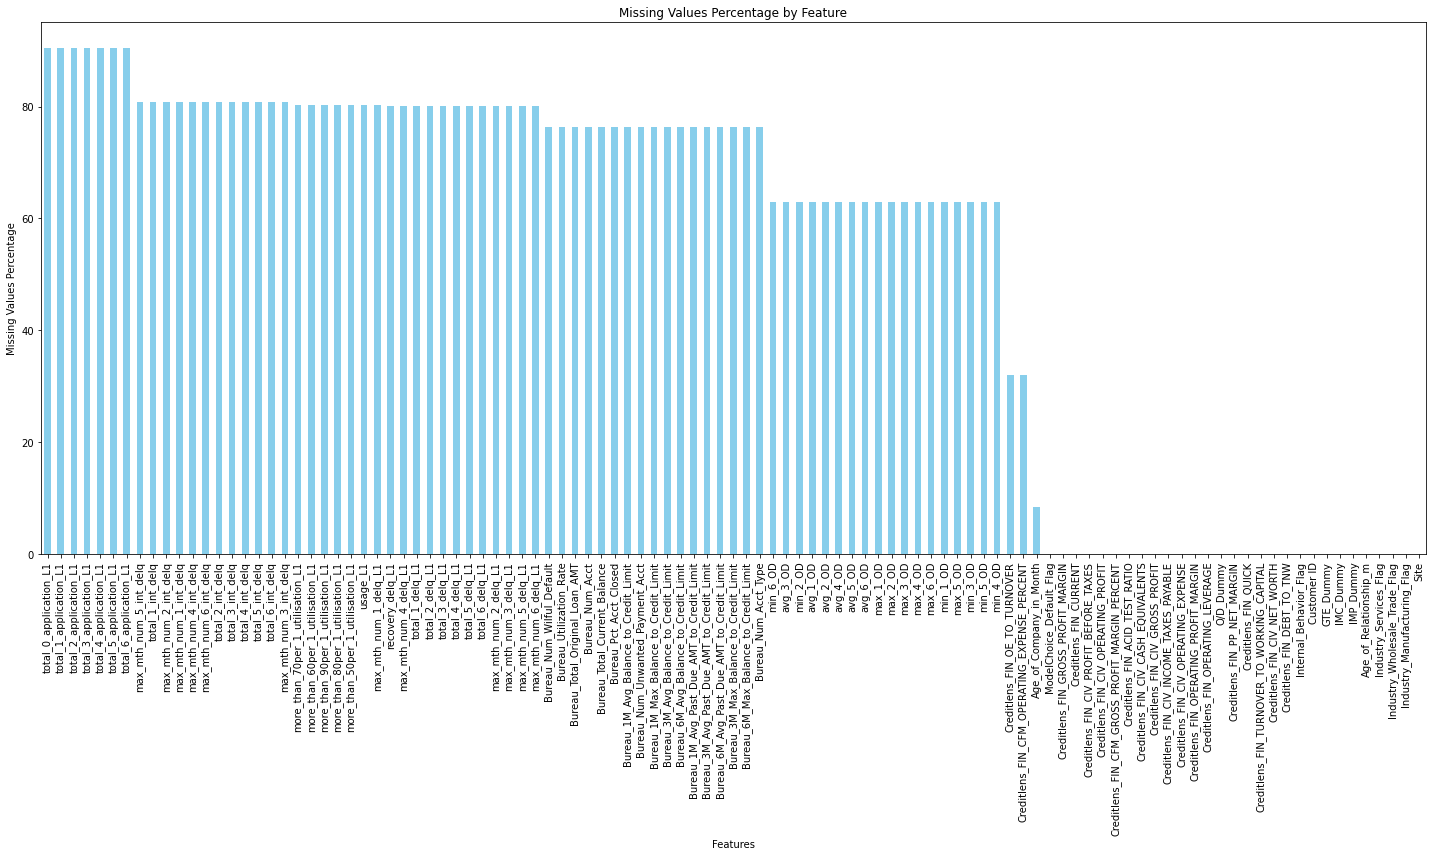 Missing Values Percentage by Feature
80
60
40
20
0
Missing Values Percentage
total_0_application_L1
total_1_application_L1
total_2_application_L1
total_3_application_L1
total_4_application_L1
total_5_application_L1
total_6_application_L1
max_mth_num_5_int_delq
total_1_int_delq
max_mth_num_2_int_delq
max_mth_num_1_int_delq
max_mth_num_4_int_delq
max_mth_num_6_int_delq
total_2_int_delq
total_3_int_delq
total_4_int_delq
total_5_int_delq
total_6_int_delq
max_mth_num_3_int_delq
more_than_70per_1_utilisation_L1
more_than_60per_1_utilisation_L1
more_than_90per_1_utilisation_L1
more_than_80per_1_utilisation_L1
more_than_50per_1_utilisation_L1
usage_L1
max_mth_num_1_delq_L1
recovery_delq_L1
max_mth_num_4_delq_L1
total_1_delq_L1
total_2_delq_L1
total_3_delq_L1
total_4_delq_L1
total_5_delq_L1
total_6_delq_L1
max_mth_num_2_delq_L1
max_mth_num_3_delq_L1
max_mth_num_5_delq_L1
max_mth_num_6_delq_L1
Bureau_Num_Wilful_Default
Bureau_Utilization_Rate
Bureau_Total_Original_Loan_AMT
Bureau_Num_Acct
Bureau_Total_Current_Balance
Bureau_Pct_Acct_Closed
Bureau_1M_Avg_Balance_to_Credit_Limit
Bureau_Num_Unwanted_Payment_Acct
Bureau_1M_Max_Balance_to_Credit_Limit
Bureau_3M_Avg_Balance_to_Credit_Limit
Bureau_6M_Avg_Balance_to_Credit_Limit
Bureau_1M_Avg_Past_Due_AMT_to_Credit_Limit
Bureau_3M_Avg_Past_Due_AMT_to_Credit_Limit
Bureau_6M_Avg_Past_Due_AMT_to_Credit_Limit
Bureau_3M_Max_Balance_to_Credit_Limit
Bureau_6M_Max_Balance_to_Credit_Limit
Bureau_Num_Acct_Type
min_6_OD
avg_3_OD
min_2_OD
avg_1_OD
avg_2_OD
avg_4_OD
avg_5_OD
avg_6_OD
max_1_OD
max_2_OD
max_3_OD
max_4_OD
max_6_OD
min_1_OD
max_5_OD
min_3_OD
min_5_OD
min_4_OD
Creditlens_FIN_OE_TO_TURNOVER
Creditlens_FIN_CFM_OPERATING_EXPENSE_PERCENT
Age_of_Company_in_Month
ModelChoice_Default_Flag
Creditlens_FIN_GROSS_PROFIT_MARGIN
Creditlens_FIN_CURRENT
Creditlens_FIN_CIV_PROFIT_BEFORE_TAXES
Creditlens_FIN_CIV_OPERATING_PROFIT
Creditlens_FIN_CFM_GROSS_PROFIT_MARGIN_PERCENT
Creditlens_FIN_ACID_TEST_RATIO
Creditlens_FIN_CIV_CASH_EQUIVALENTS
Creditlens_FIN_CIV_GROSS_PROFIT
Creditlens_FIN_CIV_INCOME_TAXES_PAYABLE
Creditlens_FIN_CIV_OPERATING_EXPENSE
Creditlens_FIN_OPERATING_PROFIT_MARGIN
Creditlens_FIN_OPERATING_LEVERAGE
O/D_Dummy
Creditlens_FIN_PP_NET_MARGIN
Creditlens_FIN_QUICK
Creditlens_FIN_TURNOVER_TO_WORKING_CAPITAL
Creditlens_FIN_CIV_NET_WORTH
Creditlens_FIN_DEBT_TO_TNW
Internal_Behavior_Flag
Customer ID
GTE_Dummy
IMC_Dummy
IMP_Dummy
Age_of_Relationship_m
Industry_Services_Flag
Industry_Wholesale_Trade_Flag
Industry_Manufacturing_Flag
Site
Features